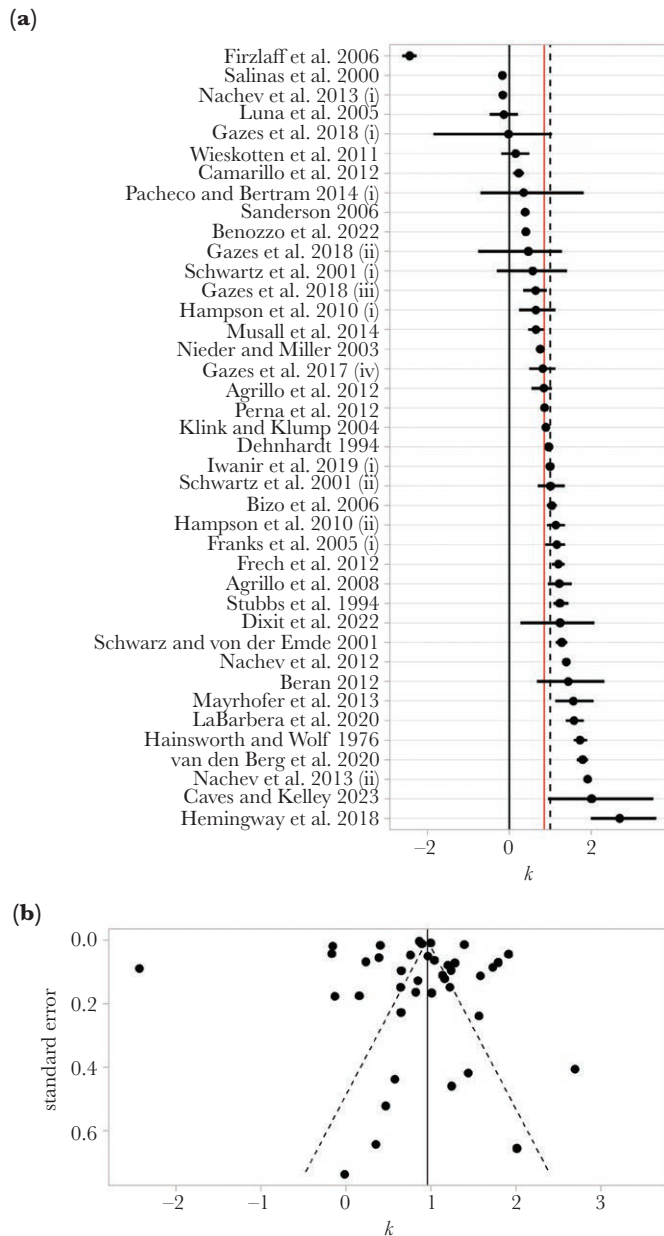 (a)
Firzlaff et al. 2006
Salinas et al. 2000
Nachev et al. 2013 (i)
Luna et al. 2005
Gazes et al. 2018 (i)
Wieskotten et al. 2011
Camarillo et al. 2012
Pacheco and Bertram 2014 (i)
Sanderson 2006
Benozzo et al. 2022
Gazes et al. 2018 (ii)
Schwartz et al. 2001 (i)
Gazes et al. 2018 (iii)
Hampson et al. 2010 (i)
Musall et al. 2014
Nieder and Miller 2003
Gazes et al. 2017 (iv)
Agrillo et al. 2012
Perna et al. 2012
Klink and Klump 2004
Dehnhardt 1994
Iwanir et al. 2019 (i)
Schwartz et al. 2001 (ii)
Bizo et al. 2006
Hampson et al. 2010 (ii)
Franks et al. 2005 (i)
Frech et al. 2012
Agrillo et al. 2008
Stubbs et al. 1994
Dixit et al. 2022
Schwarz and von der Emde 2001
Nachev et al. 2012
Beran 2012
Mayrhofer et al. 2013
LaBarbera et al. 2020
Hainsworth and Wolf 1976
van den Berg et al. 2020
Nachev et al. 2013 (ii)
Caves and Kelley 2023
Hemingway et al. 2018
−2 0 2
k
(b)
0.0
0.2
0.4
0.6
standard error
−2 −1 0 1 2 3
k